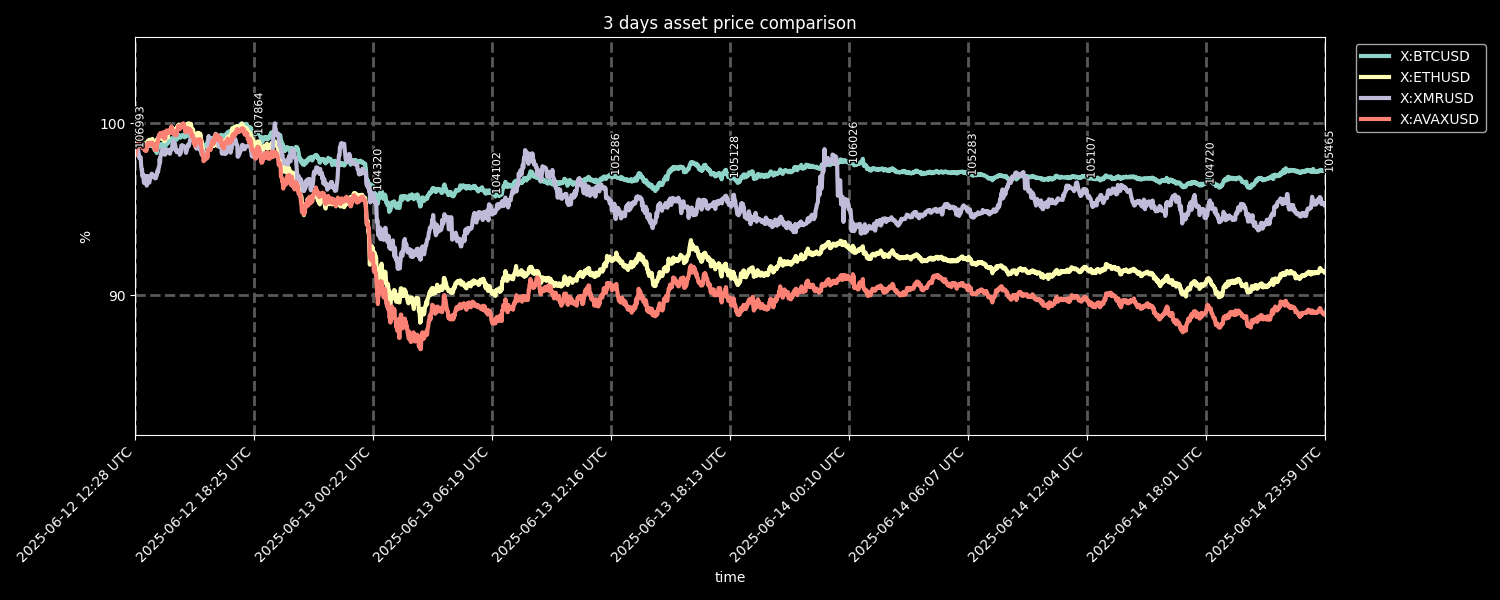 3 days asset price comparison
X:BTCUSD
X:ETHUSD
X:XMRUSD
X:AVAXUSD
100
90
%
106993
107864
104320
104102
105286
105128
106026
105283
105107
104720
105465
2025-06-12 12:28 UTC
2025-06-12 18:25 UTC
2025-06-13 00:22 UTC
2025-06-13 06:19 UTC
2025-06-13 12:16 UTC
2025-06-13 18:13 UTC
2025-06-14 00:10 UTC
2025-06-14 06:07 UTC
2025-06-14 12:04 UTC
2025-06-14 18:01 UTC
2025-06-14 23:59 UTC
time